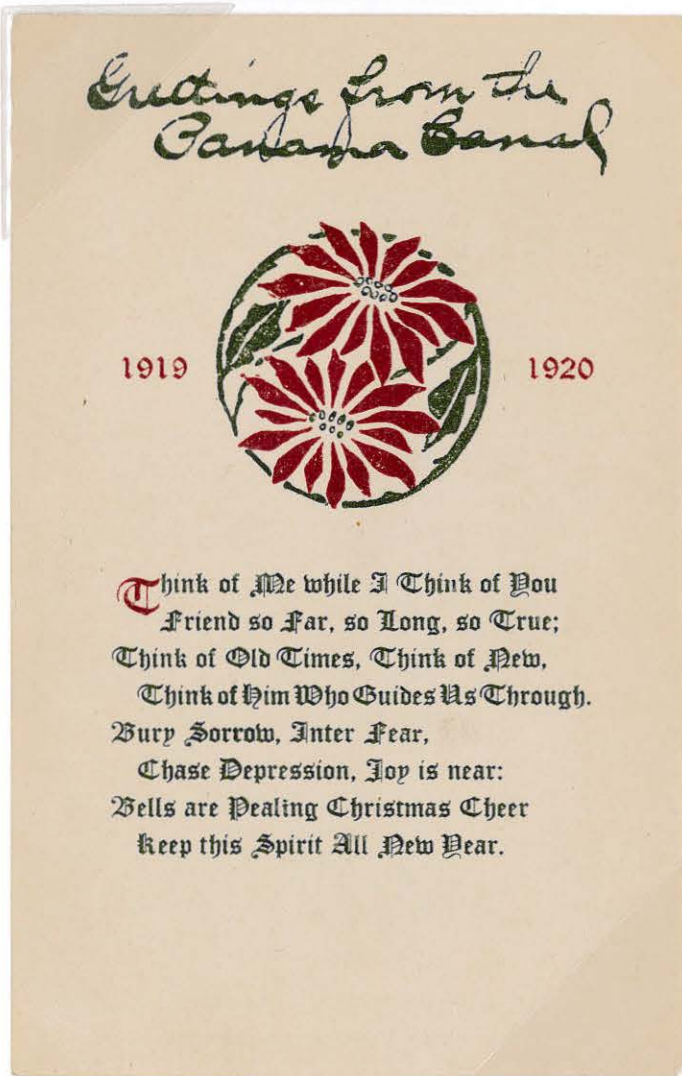 Greetings from the
Panama Canal
1919 1920
Think of Me while I Think of You
Friend so Far, so Long, so True;
Think of Old Times, Think of New,
Think of Him Who Guides Us Through.
Bury Sorrow, Inter Fear,
Chase Depression, Joy is near:
Bells are Pealing Christmas Cheer
Keep this Spirit All New Year.